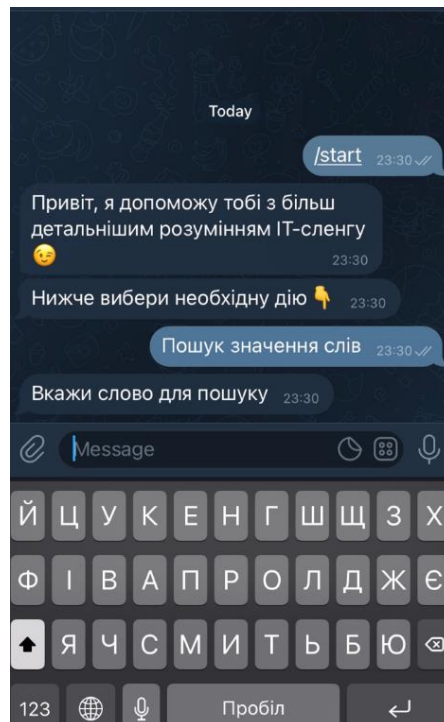 Today
/start 23:30
Привіт, я допоможу тобі з більш
детальнішим розумінням ІТ-сленгу
😉
23:30
Нижче вибери необхідну дію 👇 23:30
Пошук значення слів 23:30
Вкажи слово для пошуку 23:30
Message
Й Ц У К Е Н Г Ш Щ З Х
Ф І В А П Р О Л Д Ж Є
Я Ч С М И Т Ь Б Ю
123 Пробіл